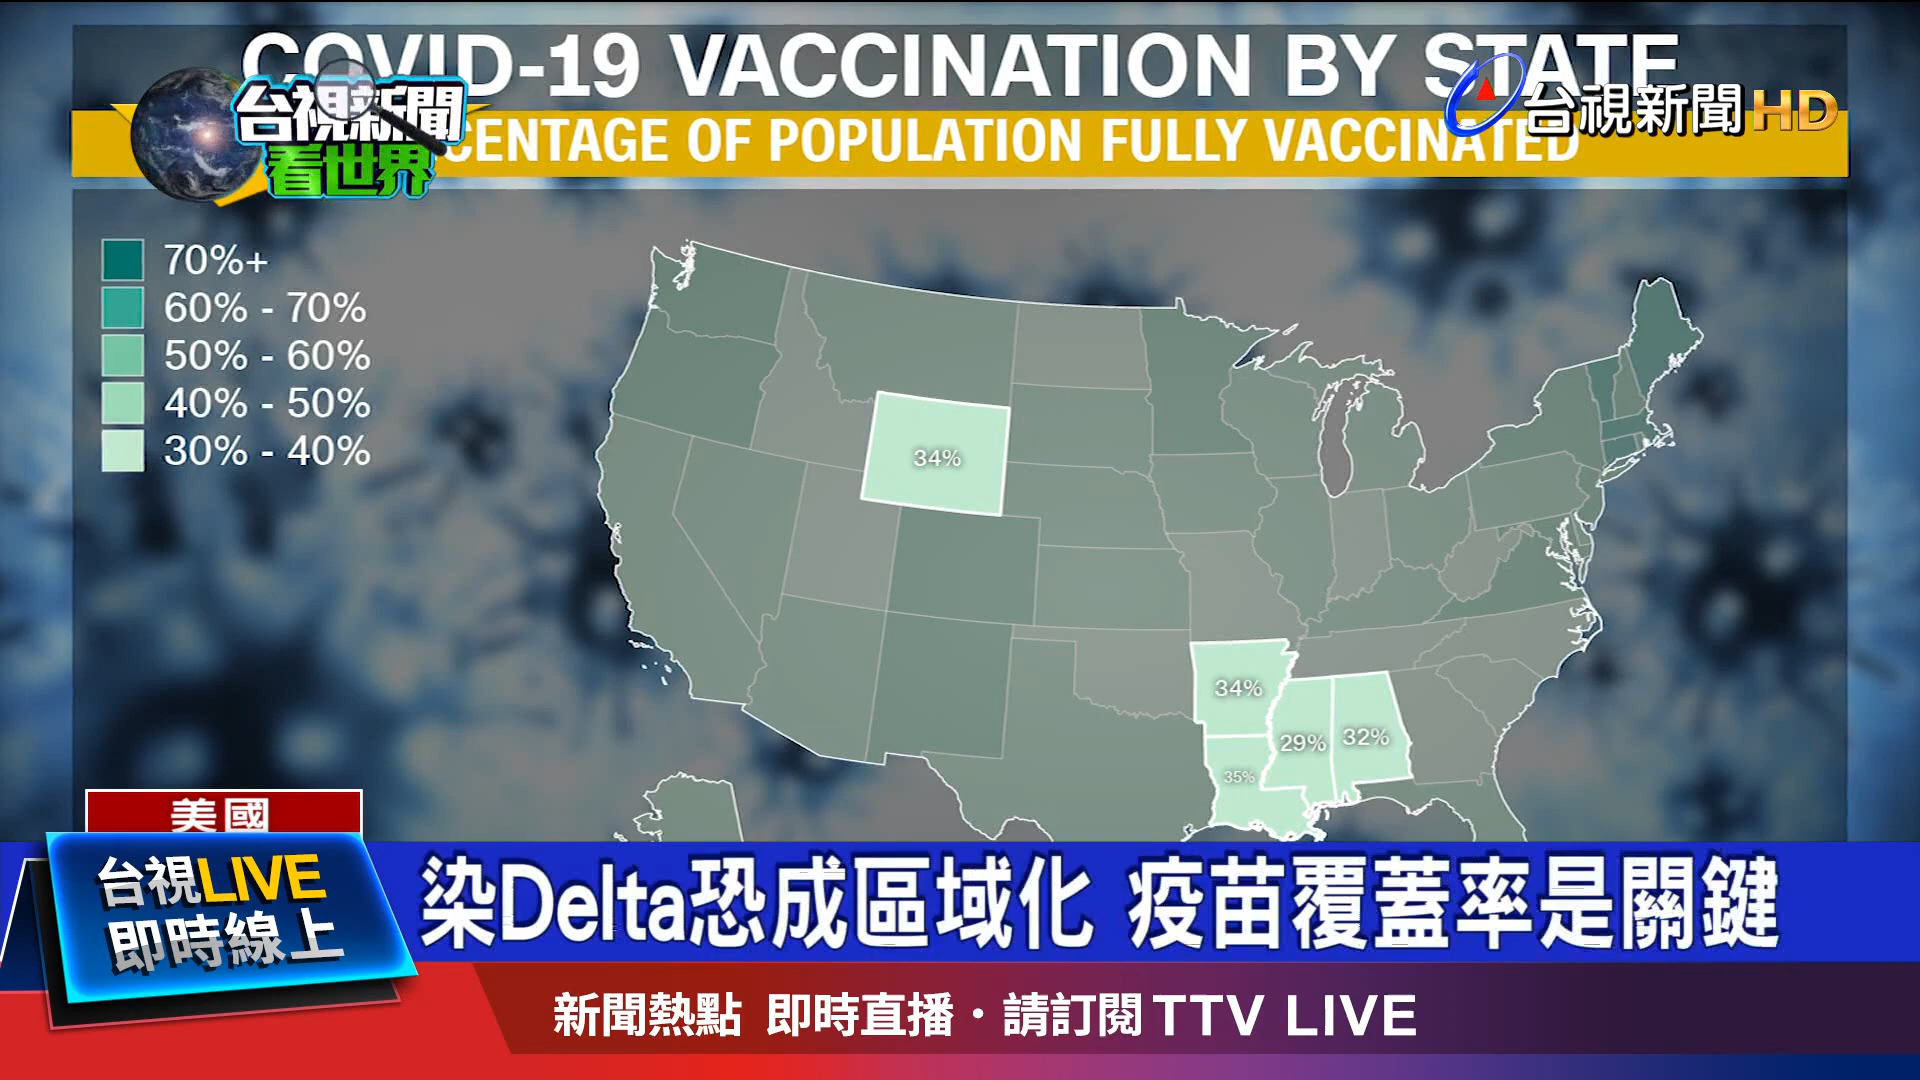 COVID-19 VACCINATION BY STATE
台視新聞
看世界
台視新聞HD
CENTAGE OF POPULATION FULLY VACCINATED
70%+
60% - 70%
50% - 60%
40% - 50%
30% - 40%
34%
34%
29%
32%
35%
美國
台視LIVE
即時線上
染Delta恐成區域化 疫苗覆蓋率是關鍵
新聞熱點 即時直播・請訂閱TTV LIVE